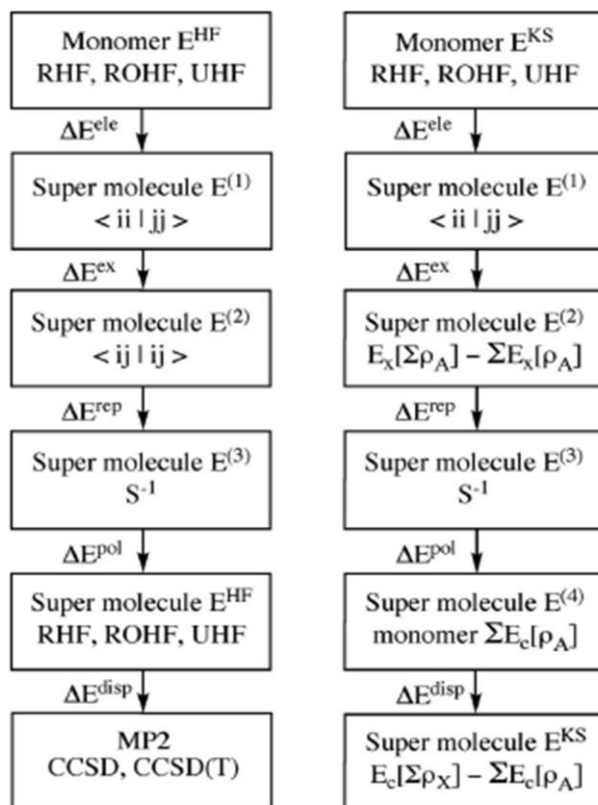 Monomer E^HF
RHF, ROHF, UHF
ΔE^ele
Super molecule E^(1)
< ii | jj >
ΔE^ex
Super molecule E^(2)
< ij | ij >
ΔE^rep
Super molecule E^(3)
S^-1
ΔE^pol
Super molecule E^HF
RHF, ROHF, UHF
ΔE^disp
MP2
CCSD, CCSD(T)
Monomer E^KS
RHF, ROHF, UHF
ΔE^ele
Super molecule E^(1)
< ii | jj >
ΔE^ex
Super molecule E^(2)
E_x[Σρ_A] – ΣE_x[ρ_A]
ΔE^rep
Super molecule E^(3)
S^-1
ΔE^pol
Super molecule E^(4)
monomer ΣE_c[ρ_A]
ΔE^disp
Super molecule E^KS
E_c[Σρ_X] – ΣE_c[ρ_A]